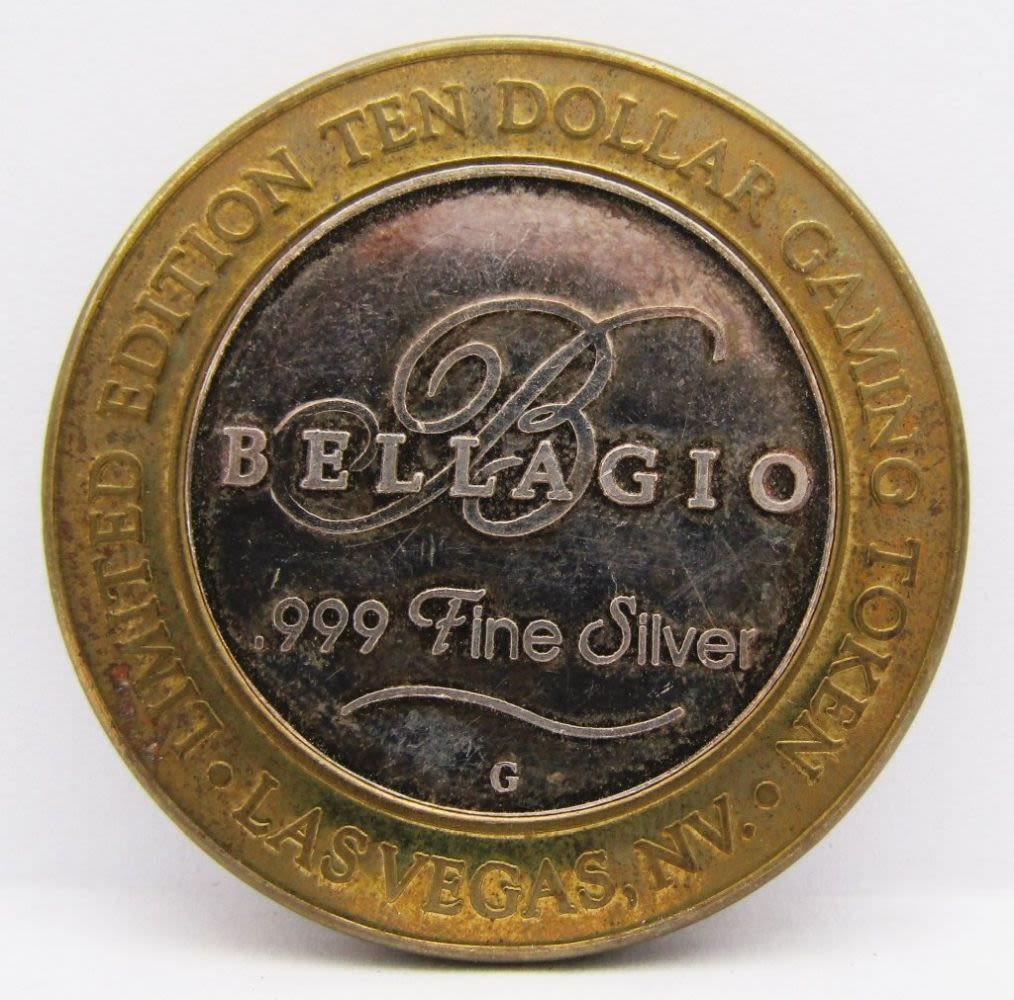 LIMITED EDITION TEN DOLLAR GAMING TOKEN
B
BELLAGIO
.999 Fine Silver
G
• LAS VEGAS, NV. •